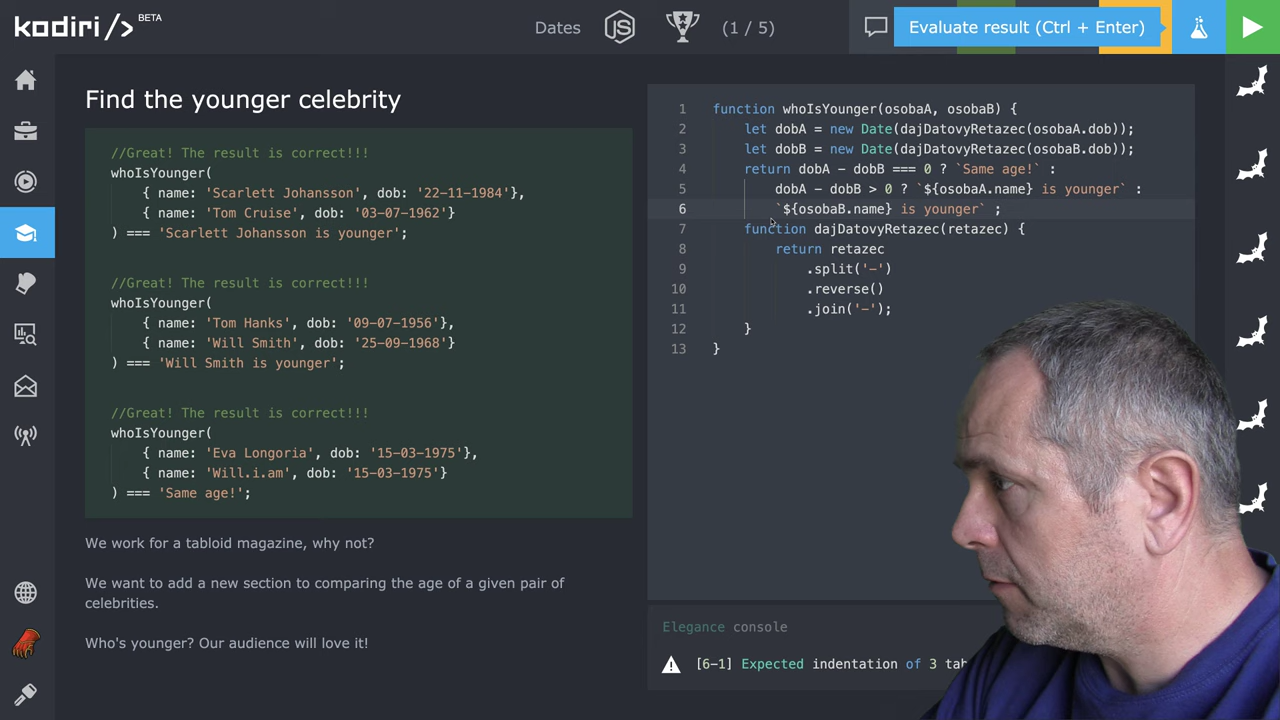 kodiri/> BETA
Dates
JS
(1 / 5)
Evaluate result (Ctrl + Enter)
Find the younger celebrity
//Great! The result is correct!!!
whoIsYounger(
{ name: 'Scarlett Johansson', dob: '22-11-1984'},
{ name: 'Tom Cruise', dob: '03-07-1962'}
) === 'Scarlett Johansson is younger';
//Great! The result is correct!!!
whoIsYounger(
{ name: 'Tom Hanks', dob: '09-07-1956'},
{ name: 'Will Smith', dob: '25-09-1968'}
) === 'Will Smith is younger';
//Great! The result is correct!!!
whoIsYounger(
{ name: 'Eva Longoria', dob: '15-03-1975'},
{ name: 'Will.i.am', dob: '15-03-1975'}
) === 'Same age!';
We work for a tabloid magazine, why not?
We want to add a new section to comparing the age of a given pair of
celebrities.
Who's younger? Our audience will love it!
1 function whoIsYounger(osobaA, osobaB) {
2 let dobA = new Date(dajDatovyRetazec(osobaA.dob));
3 let dobB = new Date(dajDatovyRetazec(osobaB.dob));
4 return dobA - dobB === 0 ? `Same age!` :
5 dobA - dobB > 0 ? `${osobaA.name} is younger` :
6 `${osobaB.name} is younger` ;
7 function dajDatovyRetazec(retazec) {
8 return retazec
9 .split('-')
10 .reverse()
11 .join('-');
12 }
13 }
Elegance console
[6-1] Expected indentation of 3 tab